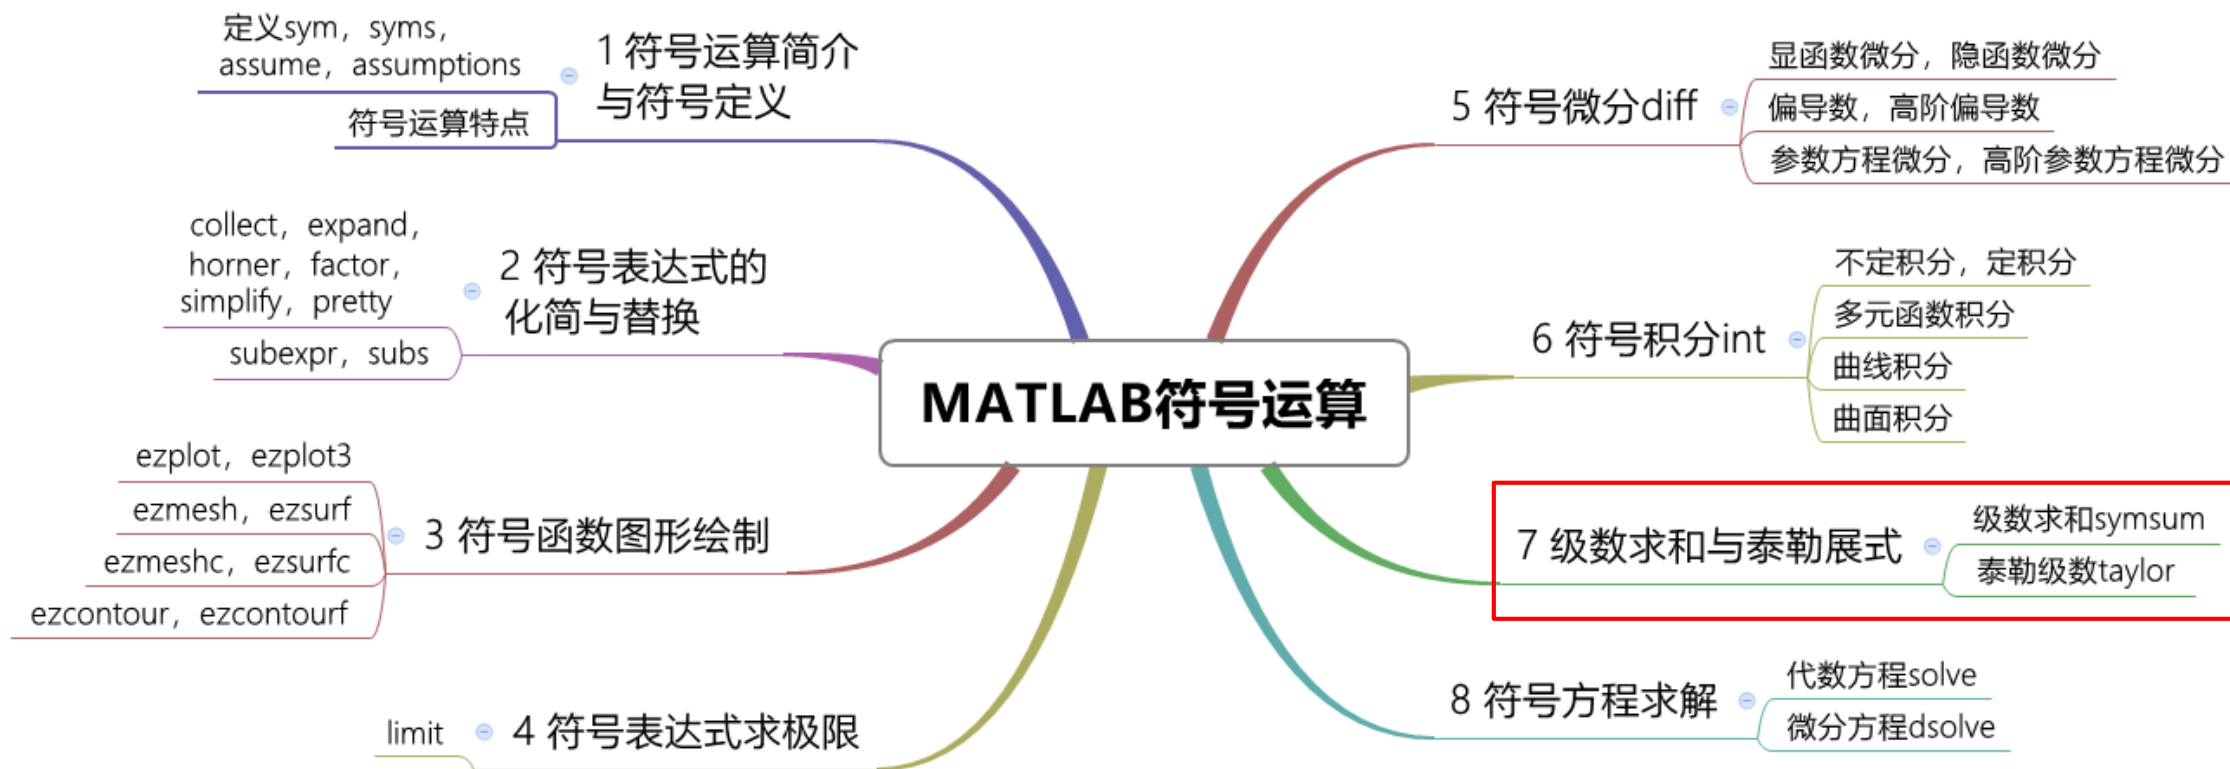 定义sym，syms，
assume，assumptions
符号运算特点
1 符号运算简介
与符号定义
collect，expand，
horner，factor，
simplify，pretty
subexpr，subs
2 符号表达式的
化简与替换
ezplot，ezplot3
ezmesh，ezsurf
ezmeshc，ezsurfc
ezcontour，ezcontourf
3 符号函数图形绘制
limit
4 符号表达式求极限
MATLAB符号运算
5 符号微分diff
显函数微分，隐函数微分
偏导数，高阶偏导数
参数方程微分，高阶参数方程微分
6 符号积分int
不定积分，定积分
多元函数积分
曲线积分
曲面积分
7 级数求和与泰勒展式
级数求和symsum
泰勒级数taylor
8 符号方程求解
代数方程solve
微分方程dsolve